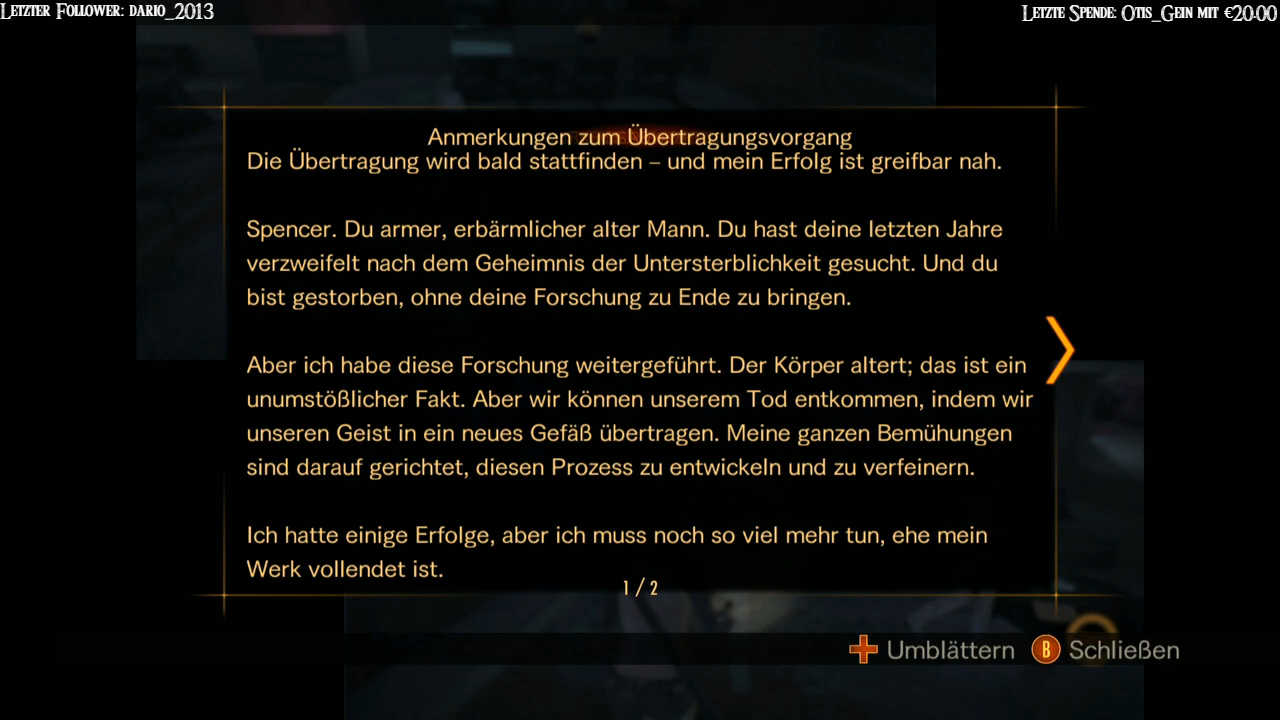 Letzter Follower: dario_2013
Letzte Spende: Otis_Gein mit €20.00
Anmerkungen zum Übertragungsvorgang
Die Übertragung wird bald stattfinden – und mein Erfolg ist greifbar nah.
Spencer. Du armer, erbärmlicher alter Mann. Du hast deine letzten Jahre
verzweifelt nach dem Geheimnis der Untersterblichkeit gesucht. Und du
bist gestorben, ohne deine Forschung zu Ende zu bringen.
Aber ich habe diese Forschung weitergeführt. Der Körper altert; das ist ein
unumstößlicher Fakt. Aber wir können unserem Tod entkommen, indem wir
unseren Geist in ein neues Gefäß übertragen. Meine ganzen Bemühungen
sind darauf gerichtet, diesen Prozess zu entwickeln und zu verfeinern.
Ich hatte einige Erfolge, aber ich muss noch so viel mehr tun, ehe mein
Werk vollendet ist.
1 / 2
Umblättern B Schließen